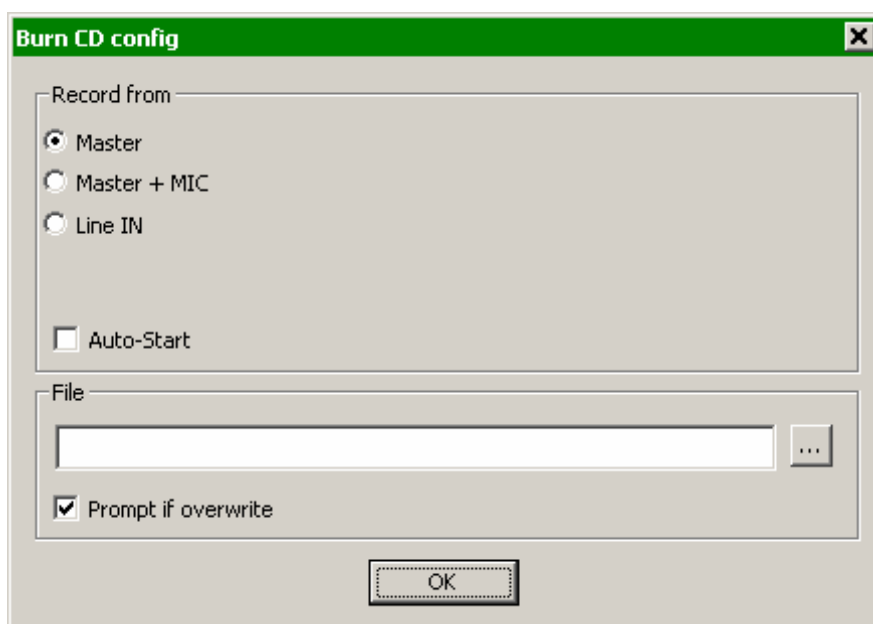 Burn CD config
Record from
Master
Master + MIC
Line IN
Auto-Start
File
...
Prompt if overwrite
OK